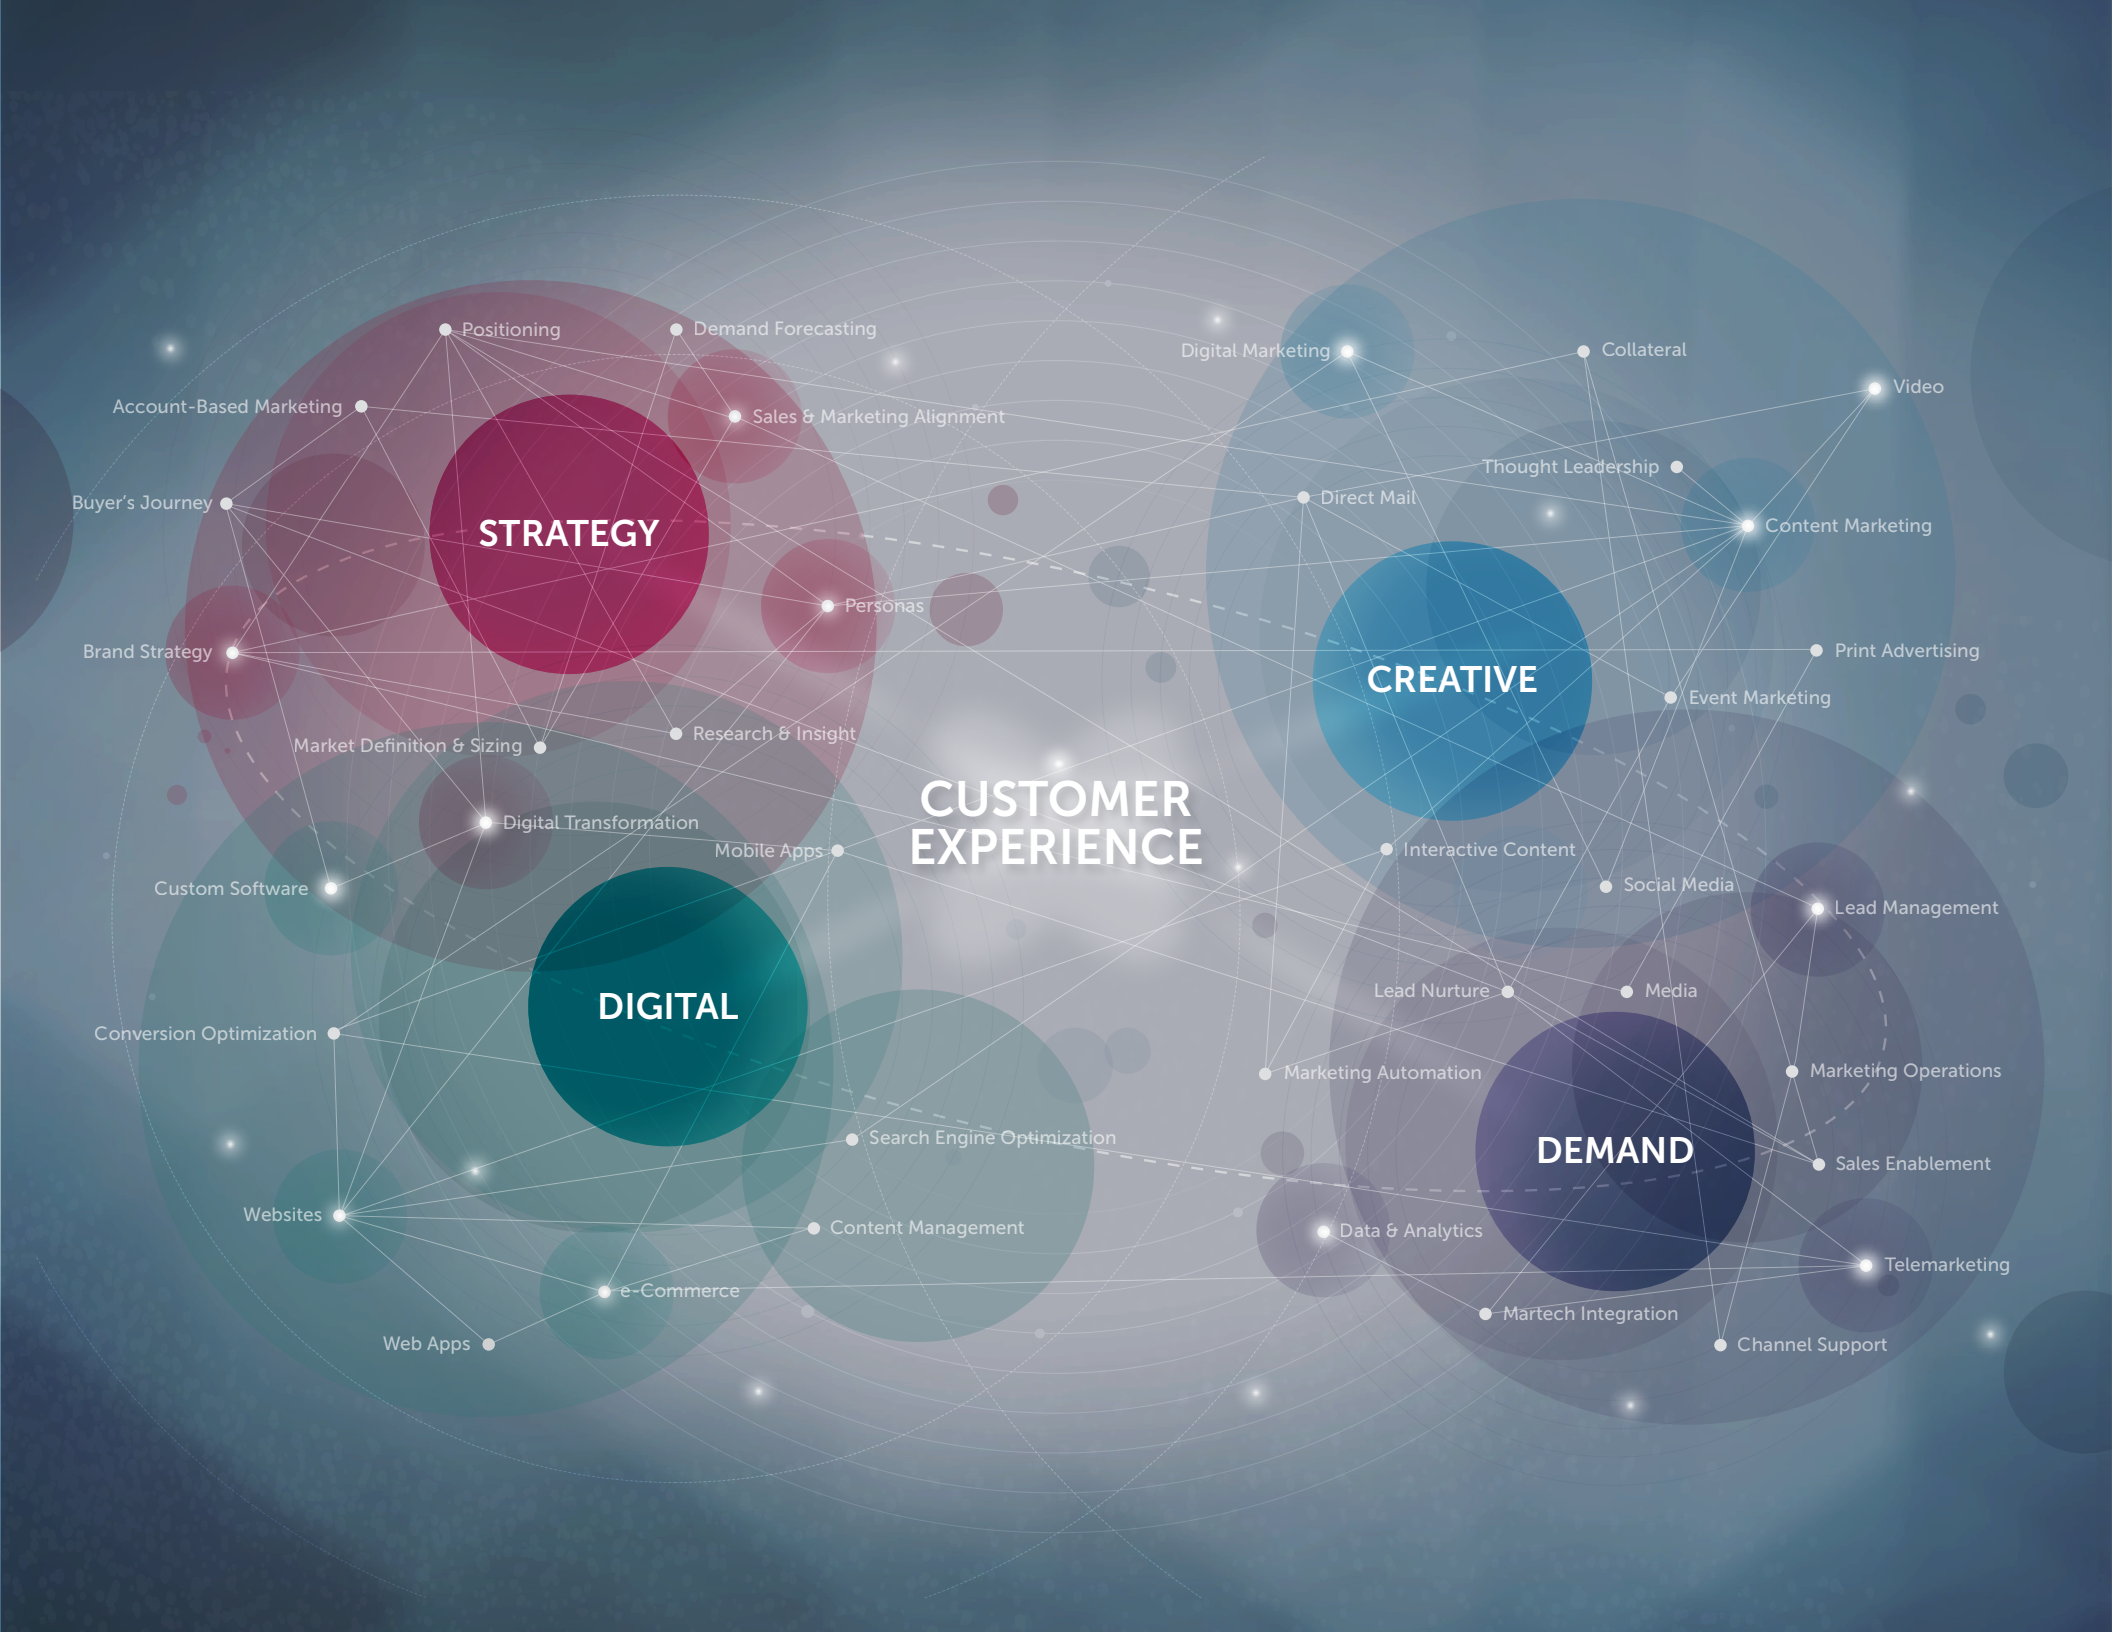 Positioning
Demand Forecasting
Account-Based Marketing
Sales & Marketing Alignment
Buyer’s Journey
STRATEGY
Personas
Brand Strategy
Research & Insight
Market Definition & Sizing
Digital Transformation
Digital Marketing
Collateral
Video
Thought Leadership
Direct Mail
Content Marketing
CREATIVE
Print Advertising
Event Marketing
Interactive Content
Social Media
CUSTOMER
EXPERIENCE
Mobile Apps
Custom Software
DIGITAL
Conversion Optimization
Search Engine Optimization
Websites
Content Management
e-Commerce
Web Apps
Lead Management
Lead Nurture
Media
Marketing Automation
Marketing Operations
DEMAND
Sales Enablement
Data & Analytics
Telemarketing
Martech Integration
Channel Support